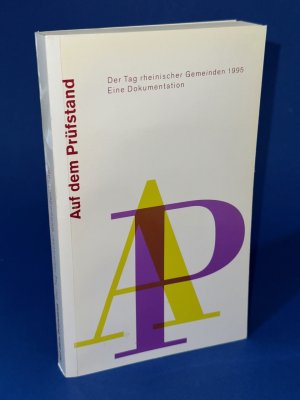 Auf dem Prüfstand
Der Tag rheinischer Gemeinden 1995
Eine Dokumentation
AP